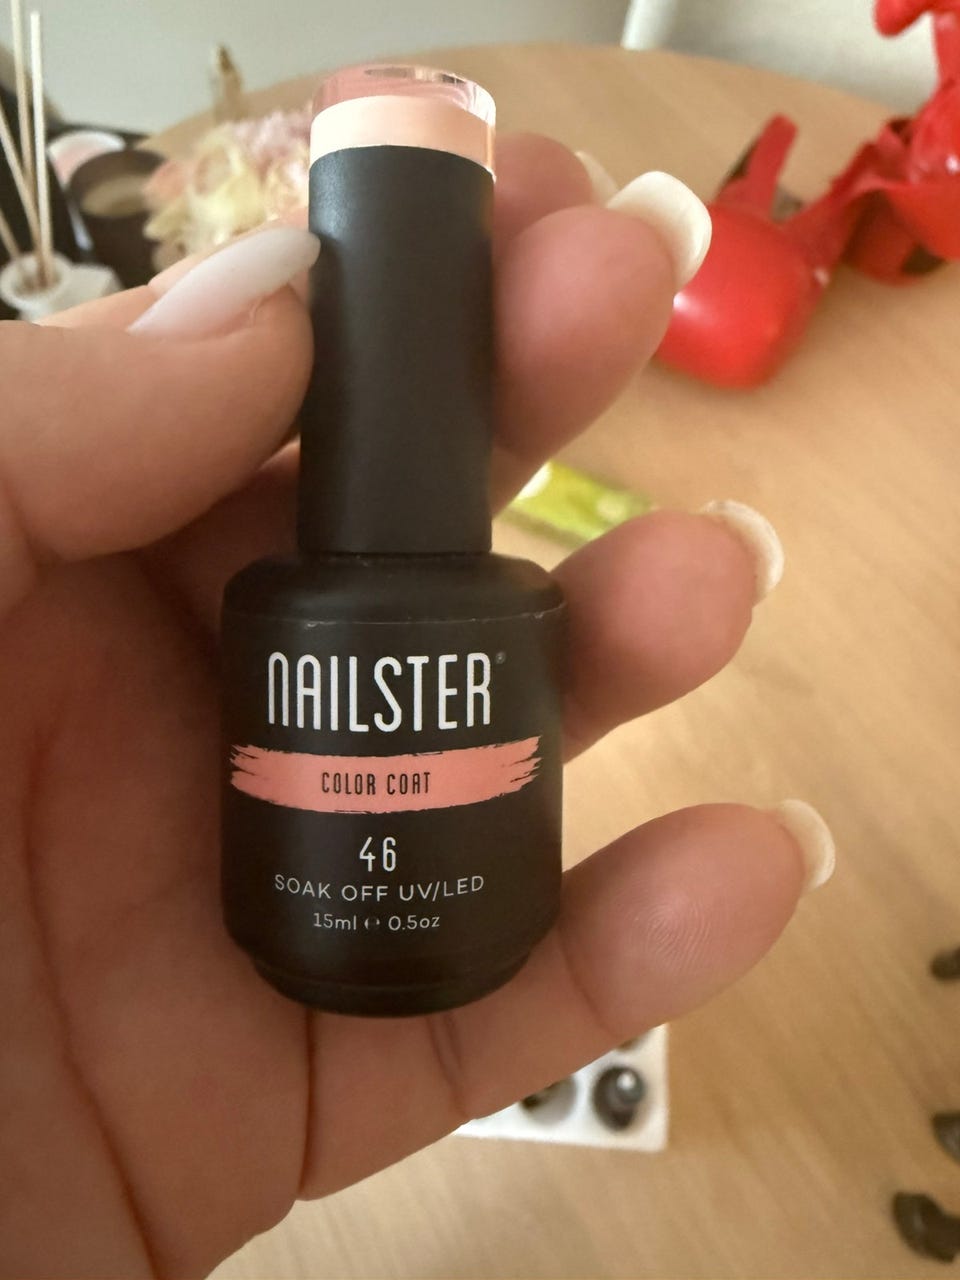 NAILSTER®
COLOR COAT
46
SOAK OFF UV/LED
15ml ℮ 0.5oz